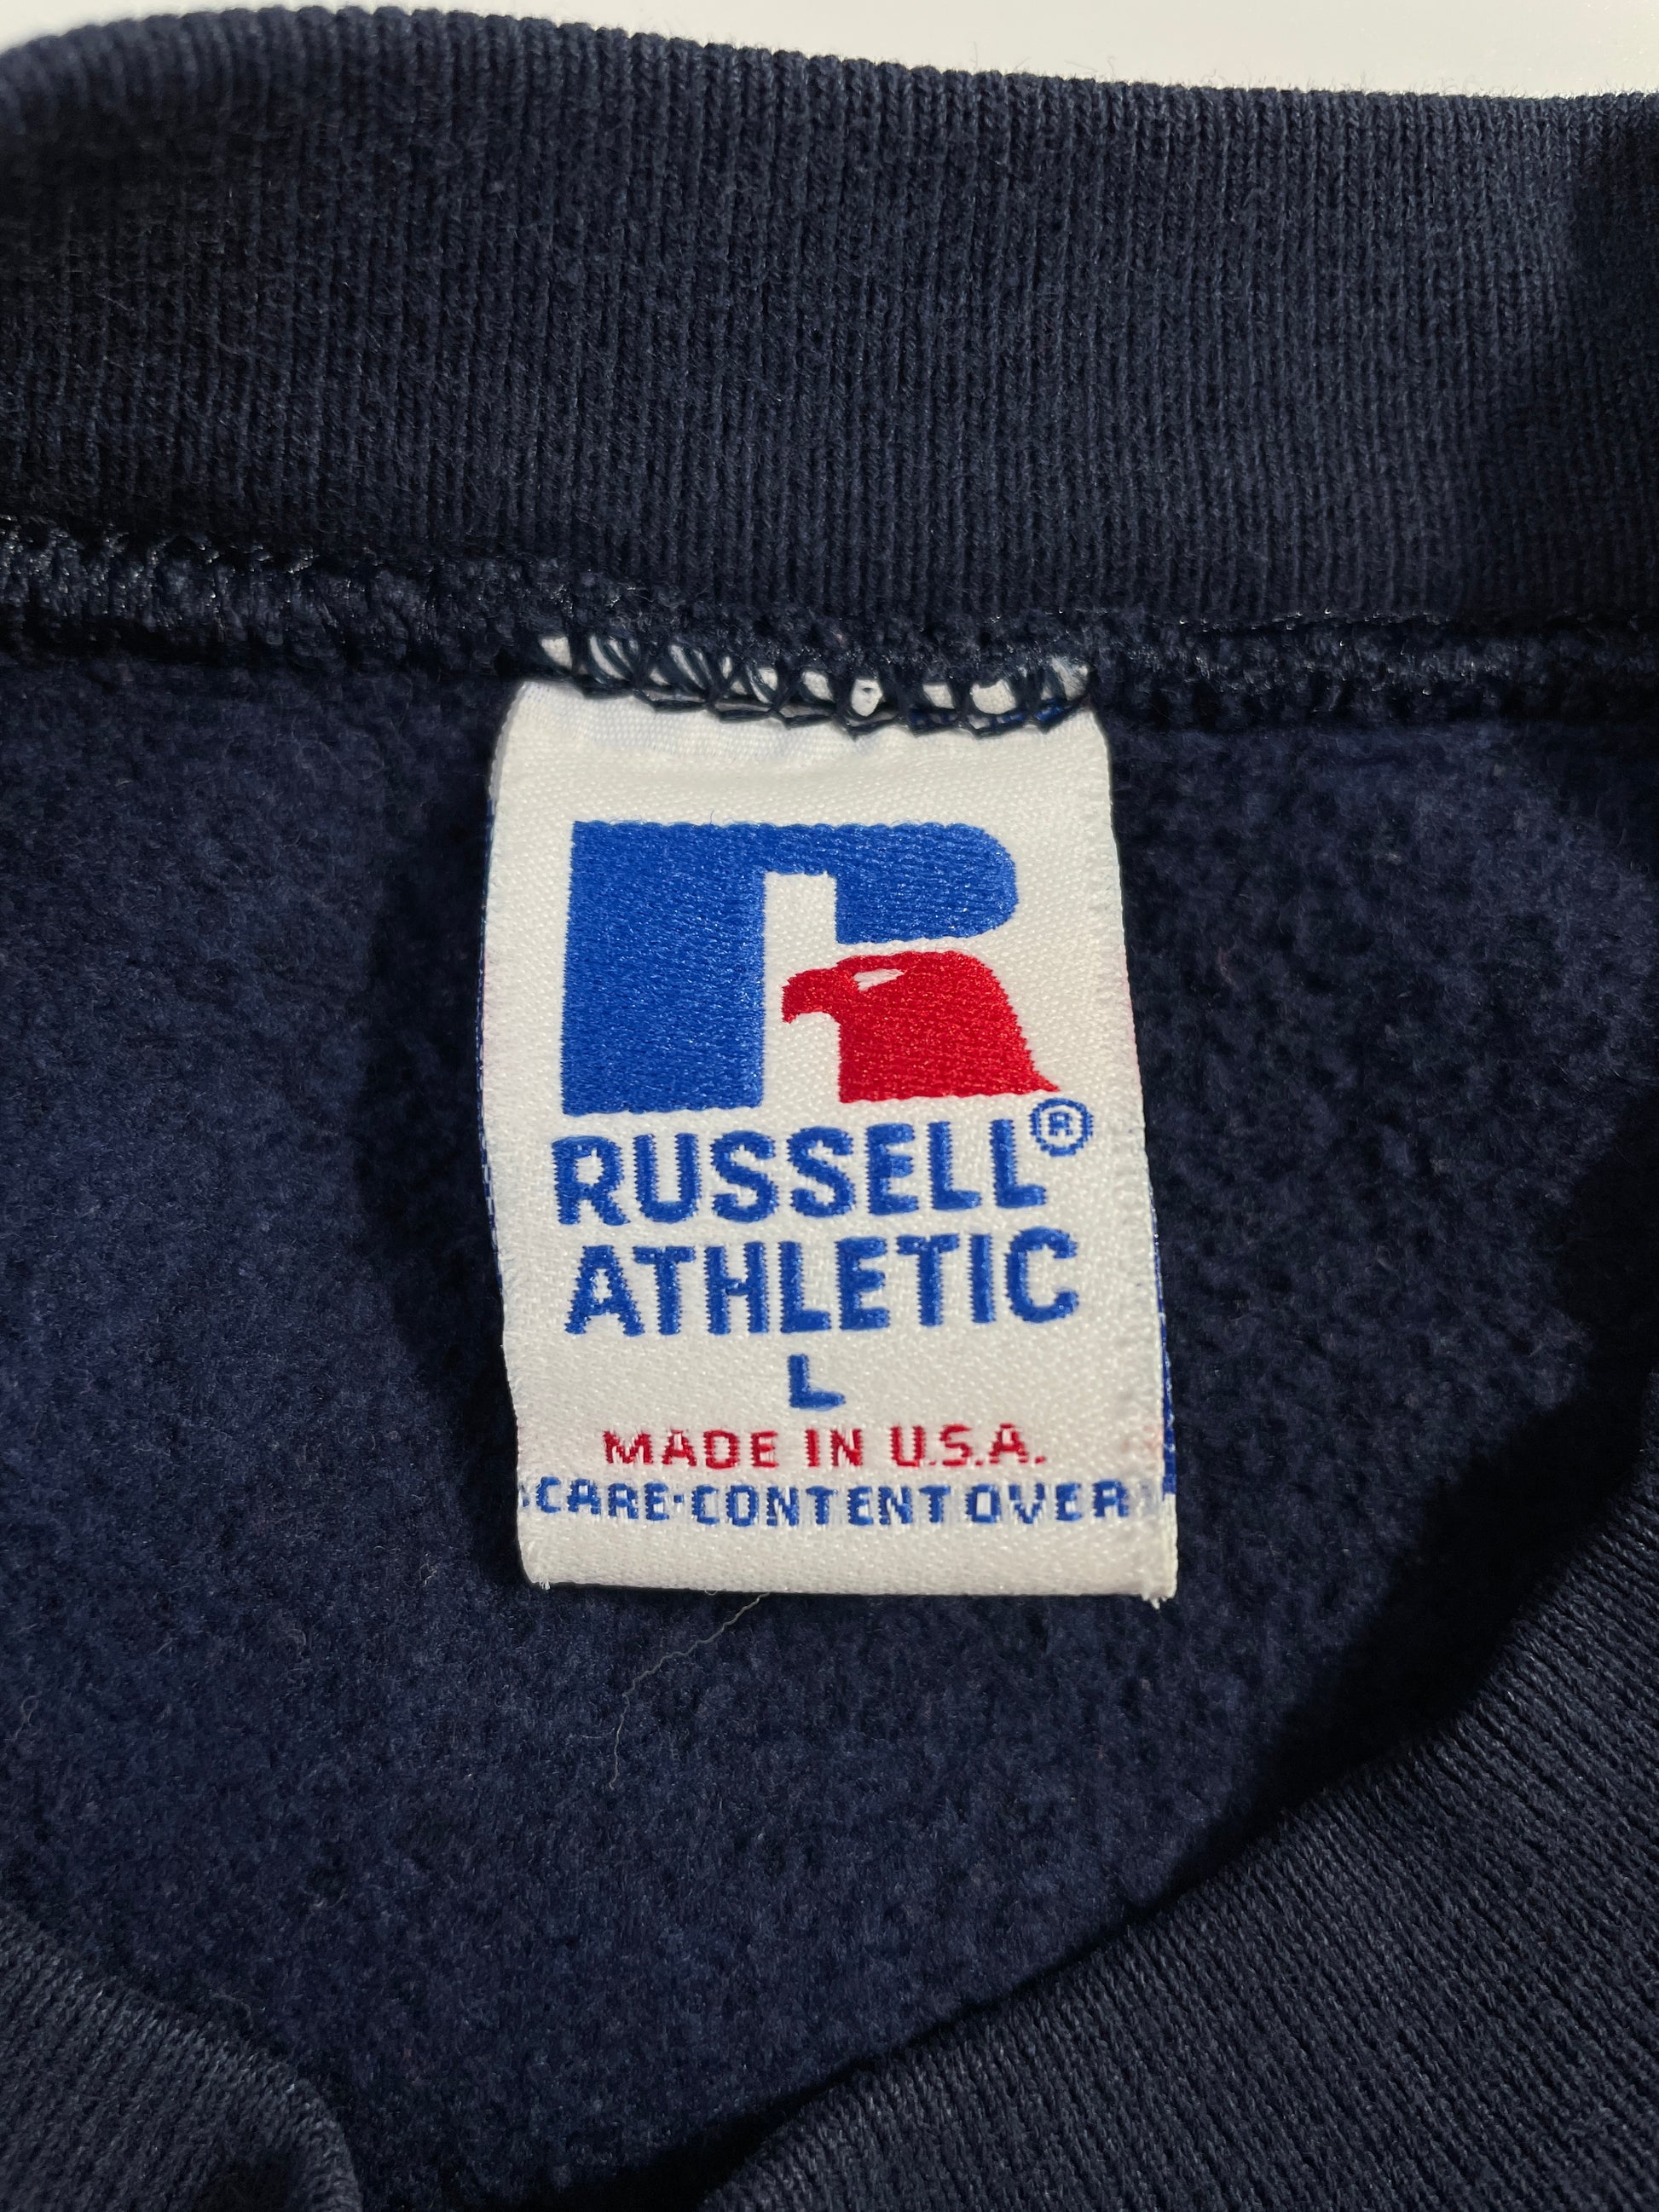 RUSSELL®
ATHLETIC
L
MADE IN U.S.A.
CARE·CONTENT OVER